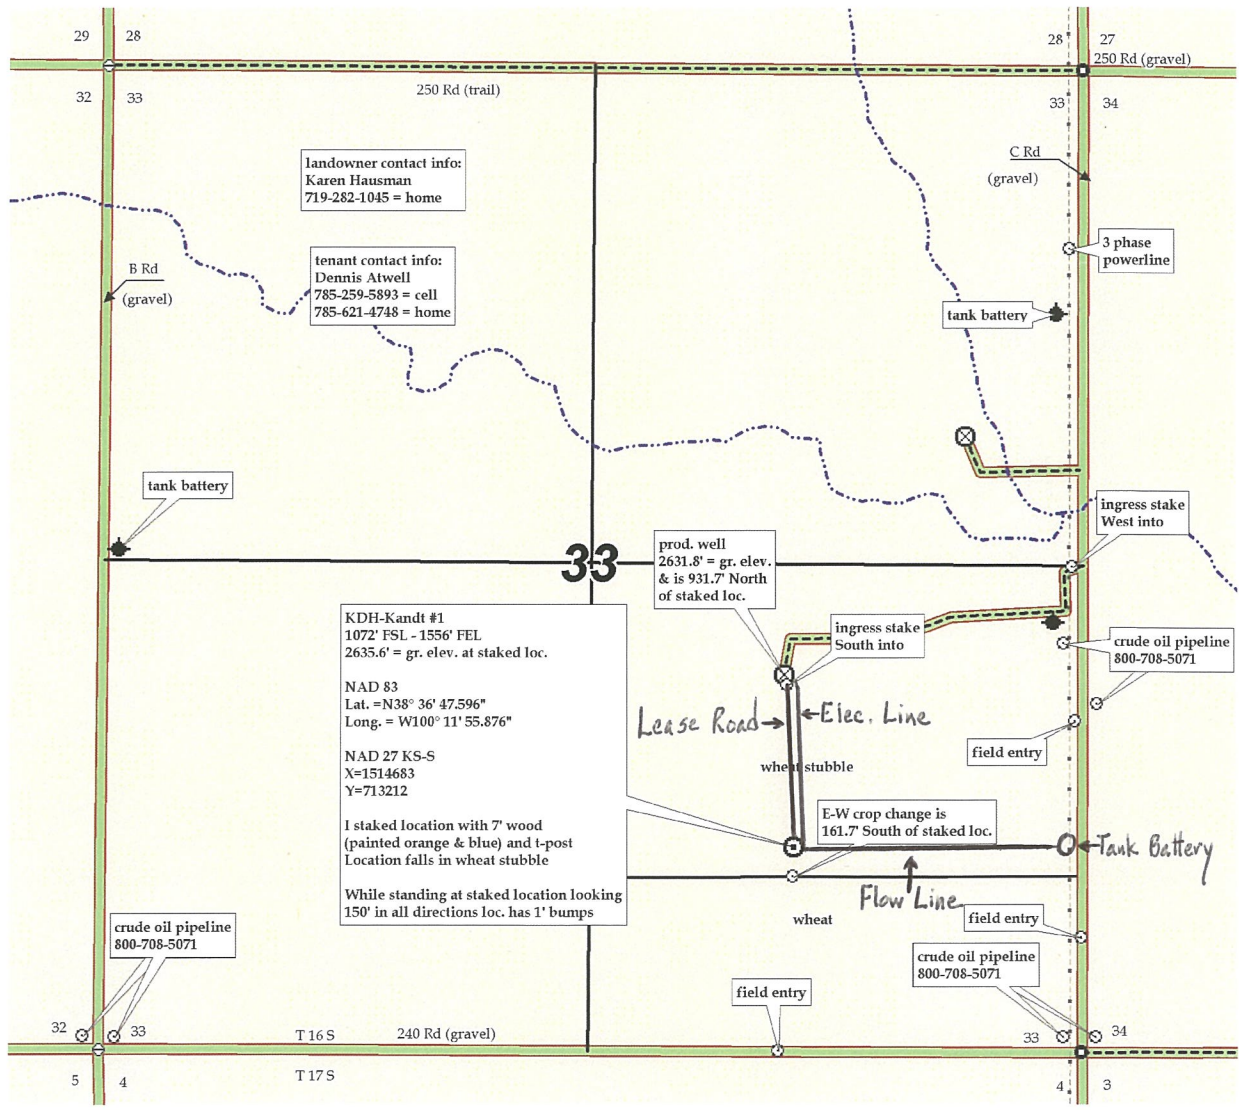 29
28
28
27
250 Rd (gravel)
32
33
250 Rd (trail)
33
34
landowner contact info:
Karen Hausman
719-282-1045 = home
C Rd
(gravel)
tenant contact info:
Dennis Atwell
785-259-5893 = cell
785-621-4748 = home
B Rd
(gravel)
3 phase
powerline
tank battery
tank battery
ingress stake
West into
prod. well
2631.8' = gr. elev.
& is 931.7' North
of staked loc.
33
KDH-Kandt #1
1072' FSL - 1556' FEL
2635.6' = gr. elev. at staked loc.
NAD 83
Lat. =N38° 36' 47.596"
Long. = W100° 11' 55.876"
NAD 27 KS-S
X=1514683
Y=713212
I staked location with 7' wood
(painted orange & blue) and t-post
Location falls in wheat stubble
While standing at staked location looking
150' in all directions loc. has 1' bumps
ingress stake
South into
crude oil pipeline
800-708-5071
Lease Road
Elec. Line
field entry
wheat stubble
E-W crop change is
161.7' South of staked loc.
Tank Battery
Flow Line
wheat
field entry
crude oil pipeline
800-708-5071
crude oil pipeline
800-708-5071
field entry
32
33
T 16 S
240 Rd (gravel)
33
34
5
4
T 17 S
4
3